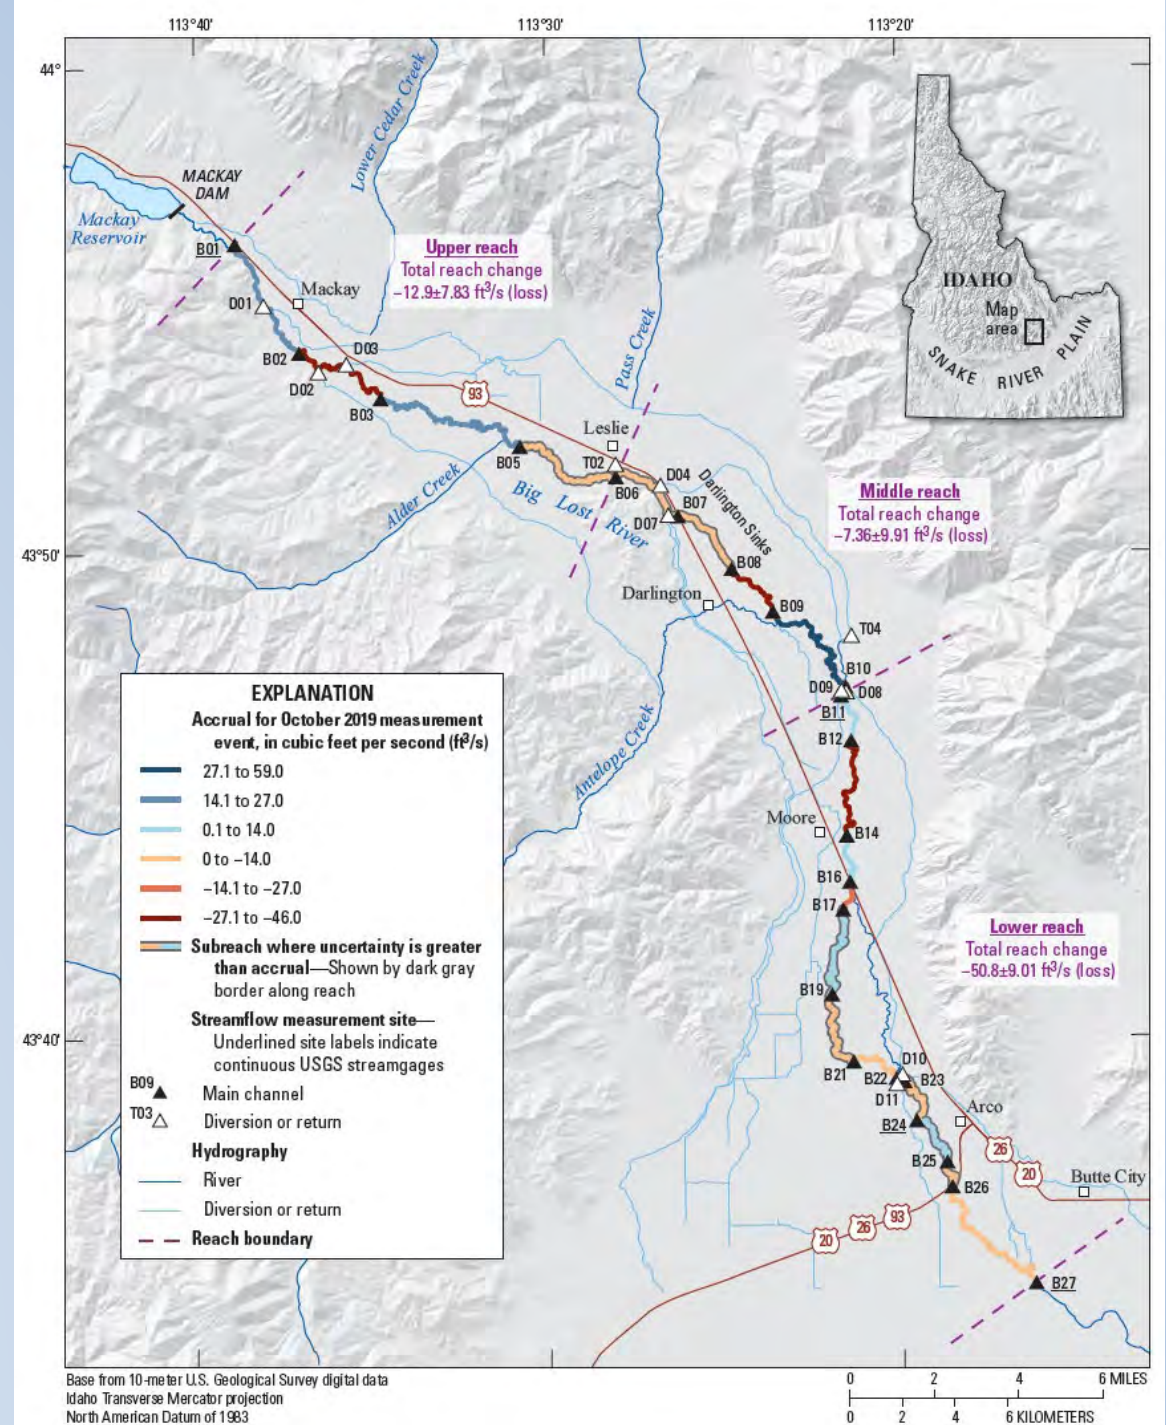 113°40'
113°30'
113°20'
44°
Lower Cedar Creek
MACKAY
DAM
Mackay
Reservoir
B01
Upper reach
Total reach change
−12.9±7.83 ft³/s (loss)
IDAHO
Map
area
SNAKE RIVER PLAIN
D01
Mackay
Pass Creek
B02
D03
D02
B03
93
Leslie
B05
T02
D04
Darlington Sinks
B06
Alder Creek
Big Lost River
D07
B07
Middle reach
Total reach change
−7.36±9.91 ft³/s (loss)
43°50'
B08
Darlington
B09
T04
B10
D09
D08
B11
B12
Antelope Creek
Moore
B14
B16
B17
Lower reach
Total reach change
−50.8±9.01 ft³/s (loss)
B19
43°40'
D10
B21
B22
B23
D11
Arco
B24
26
B25
20
Butte City
B26
93
26
20
B27
EXPLANATION
Accrual for October 2019 measurement
event, in cubic feet per second (ft³/s)
27.1 to 59.0
14.1 to 27.0
0.1 to 14.0
0 to −14.0
−14.1 to −27.0
−27.1 to −46.0
Subreach where uncertainty is greater
than accrual—Shown by dark gray
border along reach
Streamflow measurement site—
Underlined site labels indicate
continuous USGS streamgages
B09
Main channel
T03
Diversion or return
Hydrography
River
Diversion or return
Reach boundary
Base from 10-meter U.S. Geological Survey digital data
Idaho Transverse Mercator projection
North American Datum of 1983
0 2 4 6 MILES
0 2 4 6 KILOMETERS